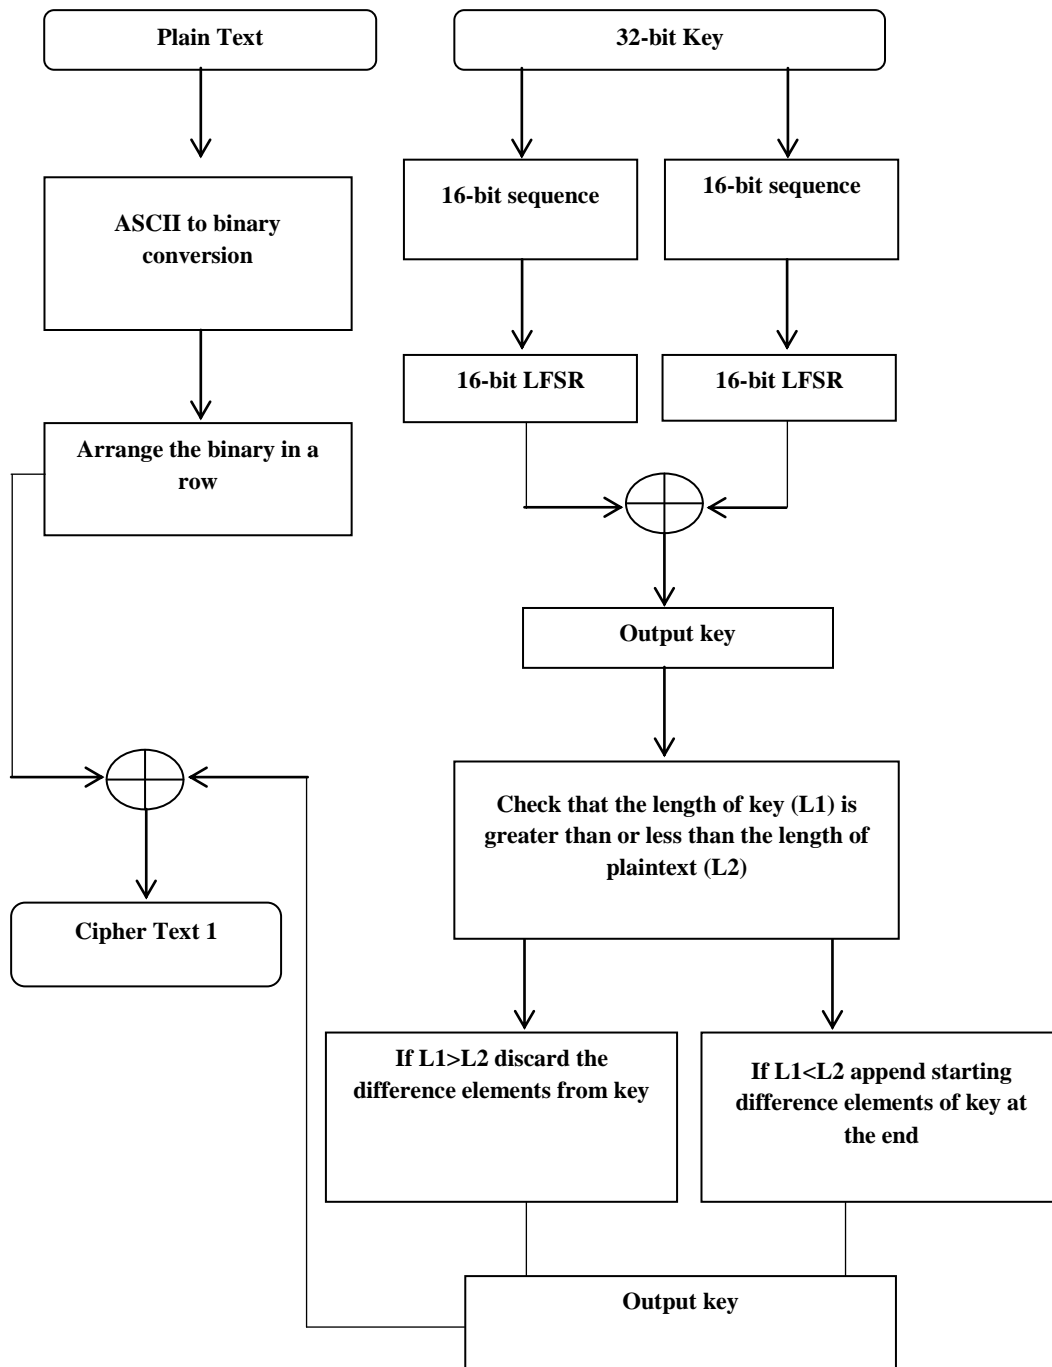 Plain Text
32-bit Key
ASCII to binary
conversion
16-bit sequence
16-bit sequence
16-bit LFSR
16-bit LFSR
Arrange the binary in a
row
Output key
Check that the length of key (L1) is
greater than or less than the length of
plaintext (L2)
Cipher Text 1
If L1>L2 discard the
difference elements from key
If L1<L2 append starting
difference elements of key at
the end
Output key